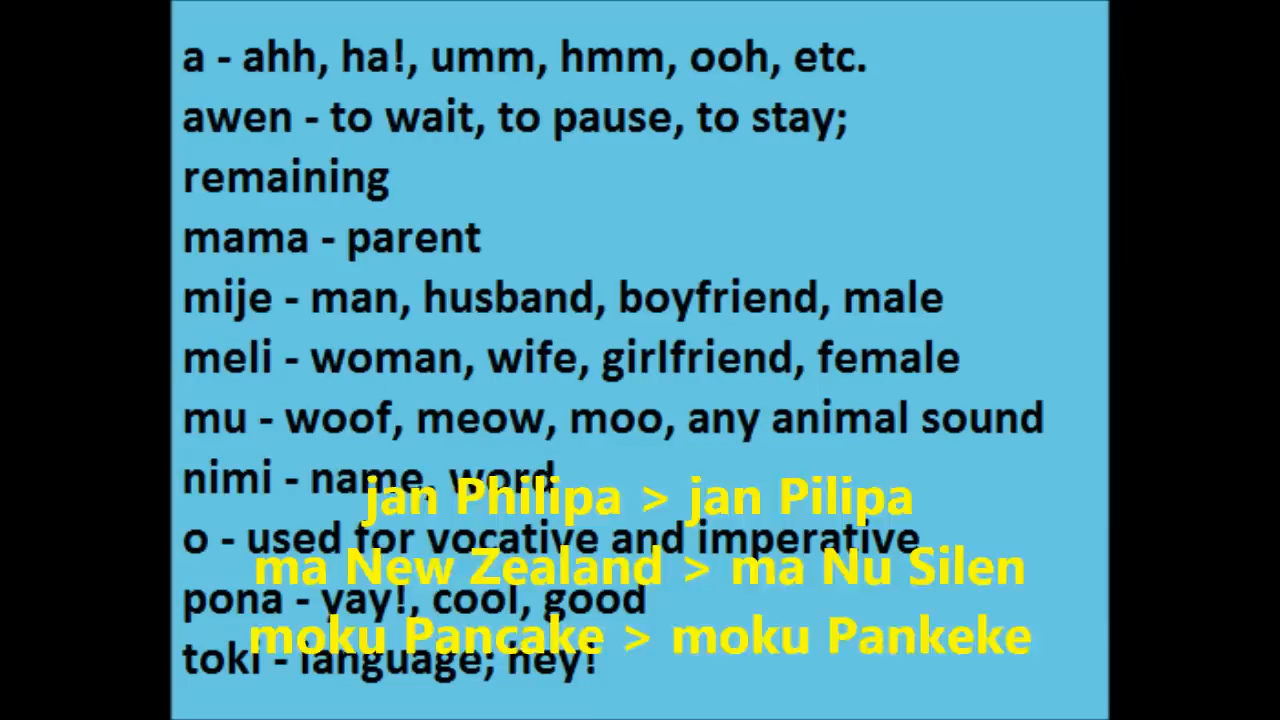 a - ahh, ha!, umm, hmm, ooh, etc.
awen - to wait, to pause, to stay;
remaining
mama - parent
mije - man, husband, boyfriend, male
meli - woman, wife, girlfriend, female
mu - woof, meow, moo, any animal sound
nimi - name, word
jan Philipa > jan Pilipa
o - used for vocative and imperative
ma New Zealand > ma Nu Silen
pona - yay!, cool, good
moku Pancake > moku Pankeke
toki - language; hey!